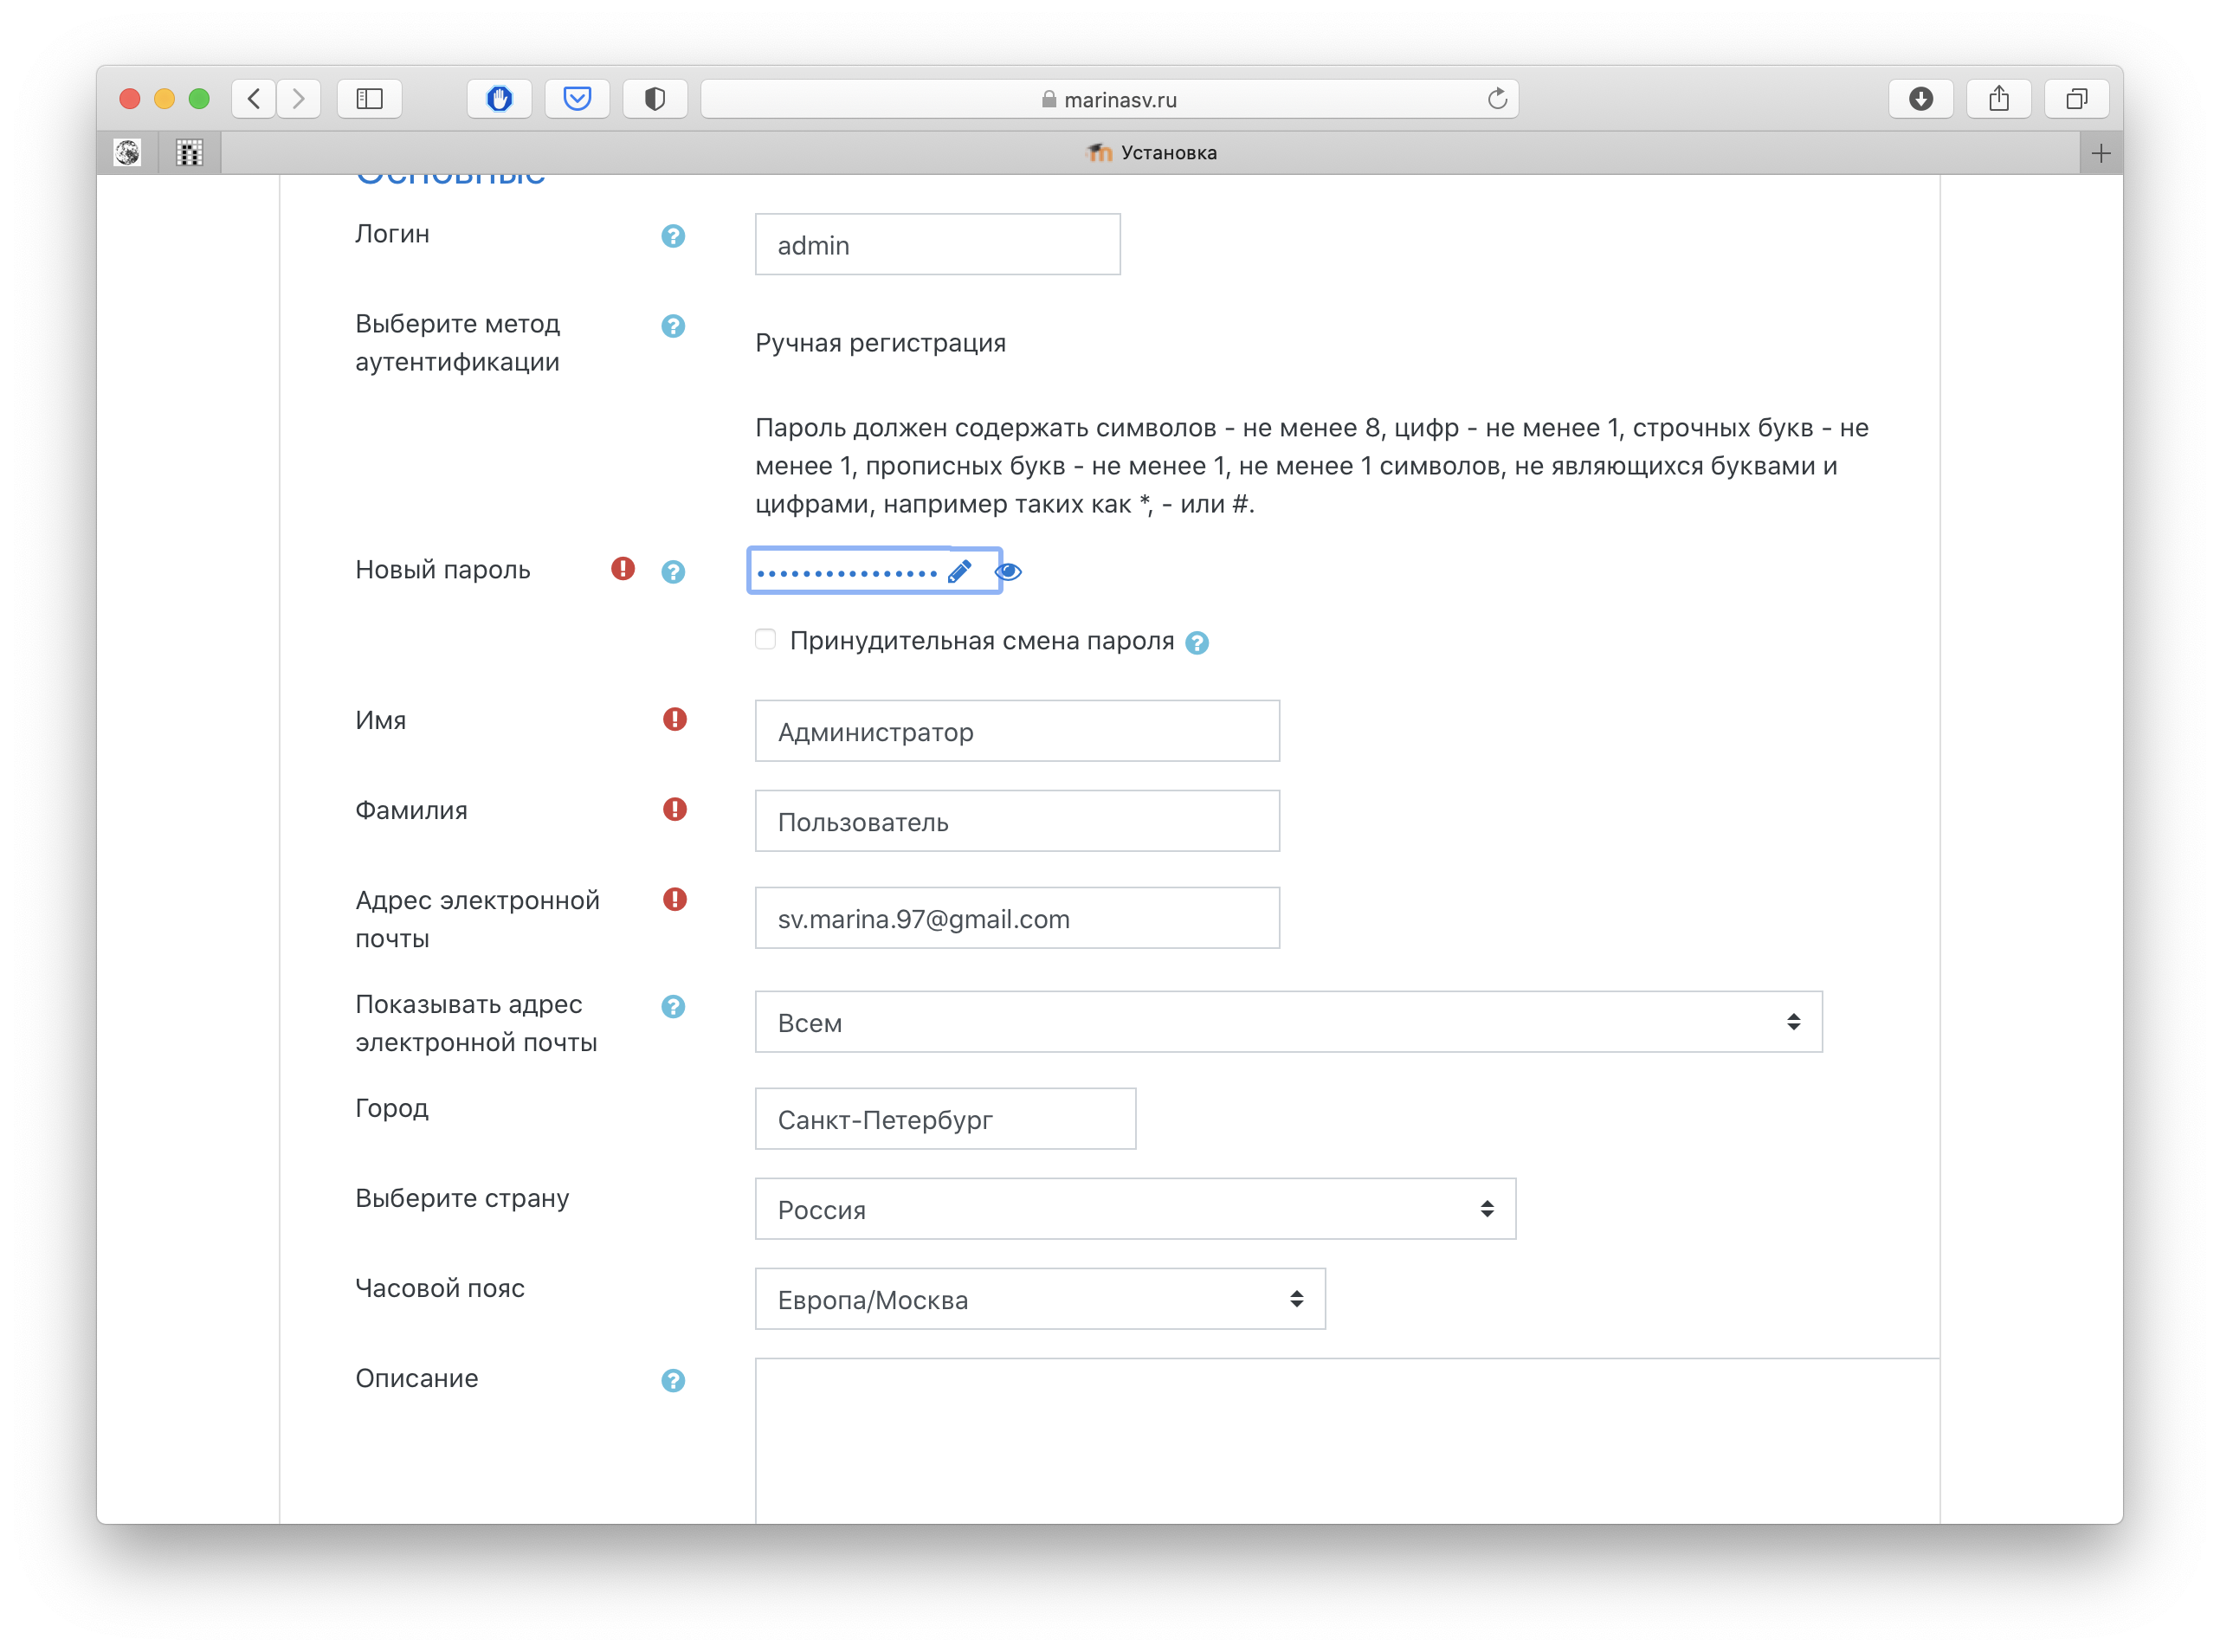 marinasv.ru
Установка
Основные
Логин
admin
Выберите метод
аутентификации
Ручная регистрация
Пароль должен содержать символов - не менее 8, цифр - не менее 1, строчных букв - не
менее 1, прописных букв - не менее 1, не менее 1 символов, не являющихся буквами и
цифрами, например таких как *, - или #.
Новый пароль
Принудительная смена пароля
Имя
Администратор
Фамилия
Пользователь
Адрес электронной
почты
sv.marina.97@gmail.com
Показывать адрес
электронной почты
Всем
Город
Санкт-Петербург
Выберите страну
Россия
Часовой пояс
Европа/Москва
Описание